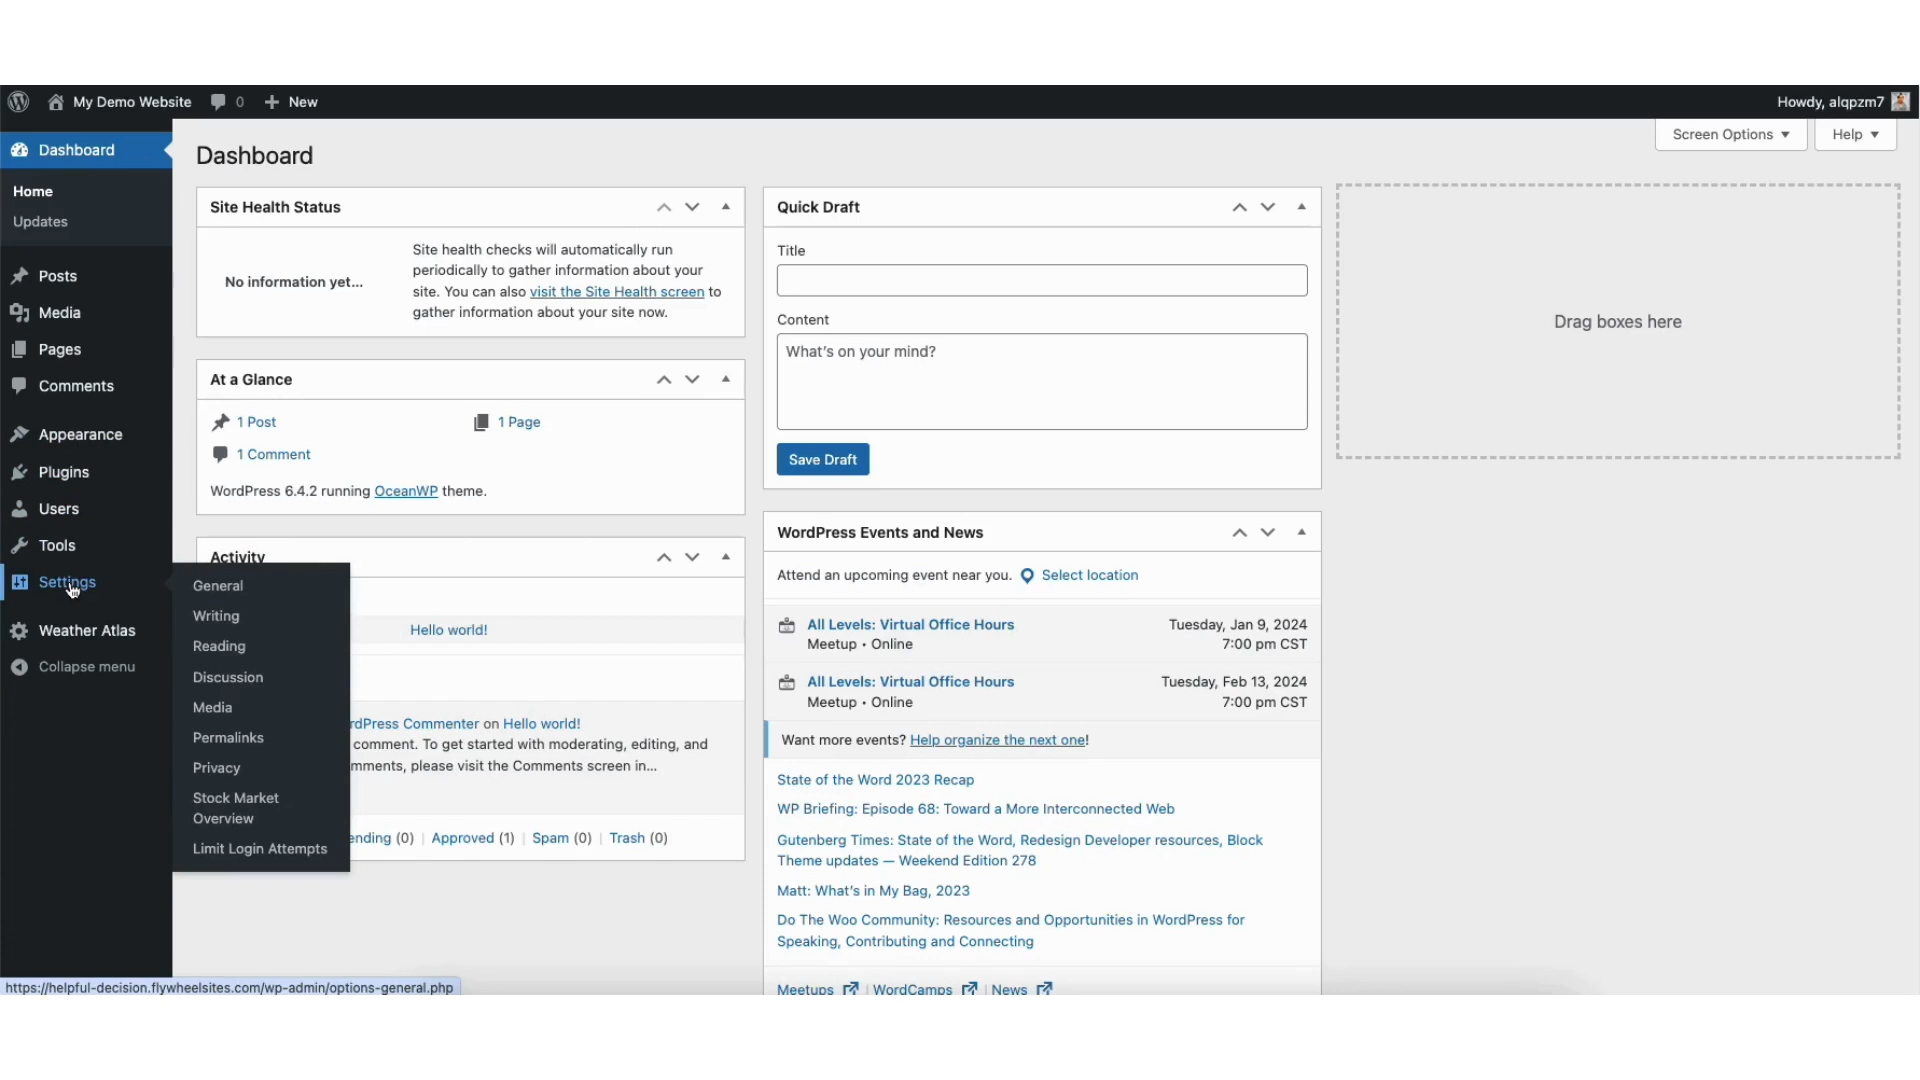 My Demo Website
0
New
Howdy, alqpzm7
Screen Options
Help
Dashboard
Home
Updates
Posts
Media
Pages
Comments
Appearance
Plugins
Users
Tools
Settings
Weather Atlas
Collapse menu
General
Writing
Reading
Discussion
Media
Permalinks
Privacy
Stock Market
Overview
Limit Login Attempts
Dashboard
Site Health Status
No information yet...
Site health checks will automatically run
periodically to gather information about your
site. You can also visit the Site Health screen to
gather information about your site now.
At a Glance
1 Post
1 Page
1 Comment
WordPress 6.4.2 running OceanWP theme.
Activity
Hello world!
Commenter on Hello world!
comment. To get started with moderating, editing, and
please visit the Comments screen in...
(0) | Approved (1) | Spam (0) | Trash (0)
Quick Draft
Title
Content
What's on your mind?
Save Draft
WordPress Events and News
Attend an upcoming event near you. Select location
All Levels: Virtual Office Hours
Meetup • Online
Tuesday, Jan 9, 2024
7:00 pm CST
All Levels: Virtual Office Hours
Meetup • Online
Tuesday, Feb 13, 2024
7:00 pm CST
Want more events? Help organize the next one!
State of the Word 2023 Recap
WP Briefing: Episode 68: Toward a More Interconnected Web
Gutenberg Times: State of the Word, Redesign Developer resources, Block
Theme updates — Weekend Edition 278
Matt: What's in My Bag, 2023
Do The Woo Community: Resources and Opportunities in WordPress for
Speaking, Contributing and Connecting
Meetups | WordCamps | News
Drag boxes here
https://helpful-decision.flywheelsites.com/wp-admin/options-general.php